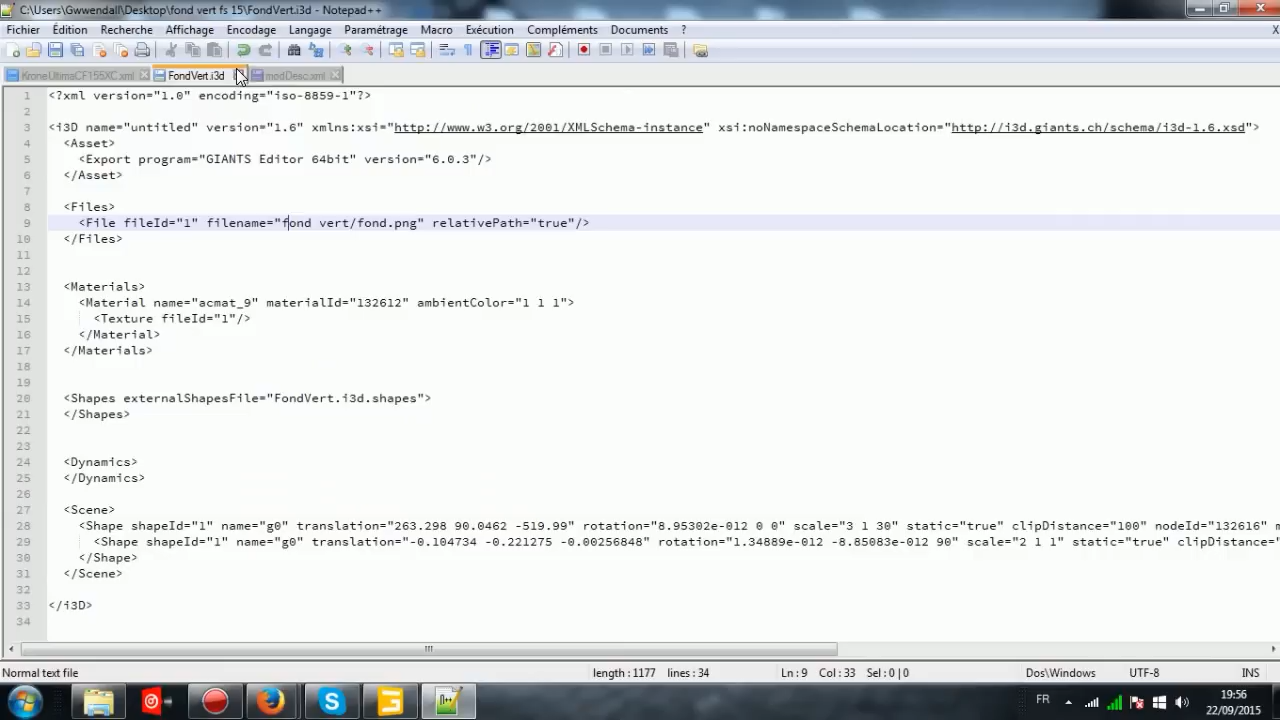 C:\Users\Gwwendall\Desktop\fond vert fs 15\FondVert.i3d - Notepad++
Fichier Édition Recherche Affichage Encodage Langage Paramétrage Macro Exécution Compléments Documents ? X
KroneUltimaCF155XC.xml FondVert.i3d modDesc.xml
1 <?xml version="1.0" encoding="iso-8859-1"?>
2
3 <i3D name="untitled" version="1.6" xmlns:xsi="http://www.w3.org/2001/XMLSchema-instance" xsi:noNamespaceSchemaLocation="http://i3d.giants.ch/schema/i3d-1.6.xsd">
4 <Asset>
5 <Export program="GIANTS Editor 64bit" version="6.0.3"/>
6 </Asset>
7
8 <Files>
9 <File fileId="1" filename="fond vert/fond.png" relativePath="true"/>
10 </Files>
11
12
13 <Materials>
14 <Material name="acmat_9" materialId="132612" ambientColor="1 1 1">
15 <Texture fileId="1"/>
16 </Material>
17 </Materials>
18
19
20 <Shapes externalShapesFile="FondVert.i3d.shapes">
21 </Shapes>
22
23
24 <Dynamics>
25 </Dynamics>
26
27 <Scene>
28 <Shape shapeId="1" name="g0" translation="263.298 90.0462 -519.99" rotation="8.95302e-012 0 0" scale="3 1 30" static="true" clipDistance="100" nodeId="132616" m
29 <Shape shapeId="1" name="g0" translation="-0.104734 -0.221275 -0.00256848" rotation="1.34889e-012 -8.85083e-012 90" scale="2 1 1" static="true" clipDistance="
30 </Shape>
31 </Scene>
32
33 </i3D>
34
Normal text file length : 1177 lines : 34 Ln : 9 Col : 33 Sel : 0 | 0 Dos\Windows UTF-8 INS
FR 19:56
22/09/2015